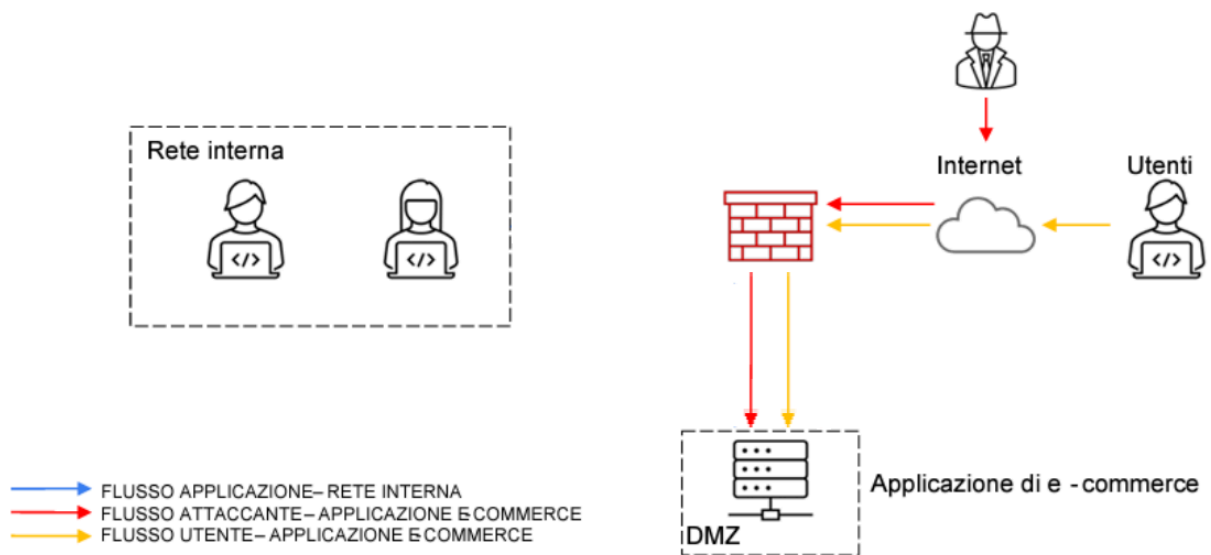 Rete interna
</>
</>
Internet
Utenti
</>
Applicazione di e - commerce
DMZ
FLUSSO APPLICAZIONE– RETE INTERNA
FLUSSO ATTACCANTE– APPLICAZIONE E-COMMERCE
FLUSSO UTENTE– APPLICAZIONE E-COMMERCE